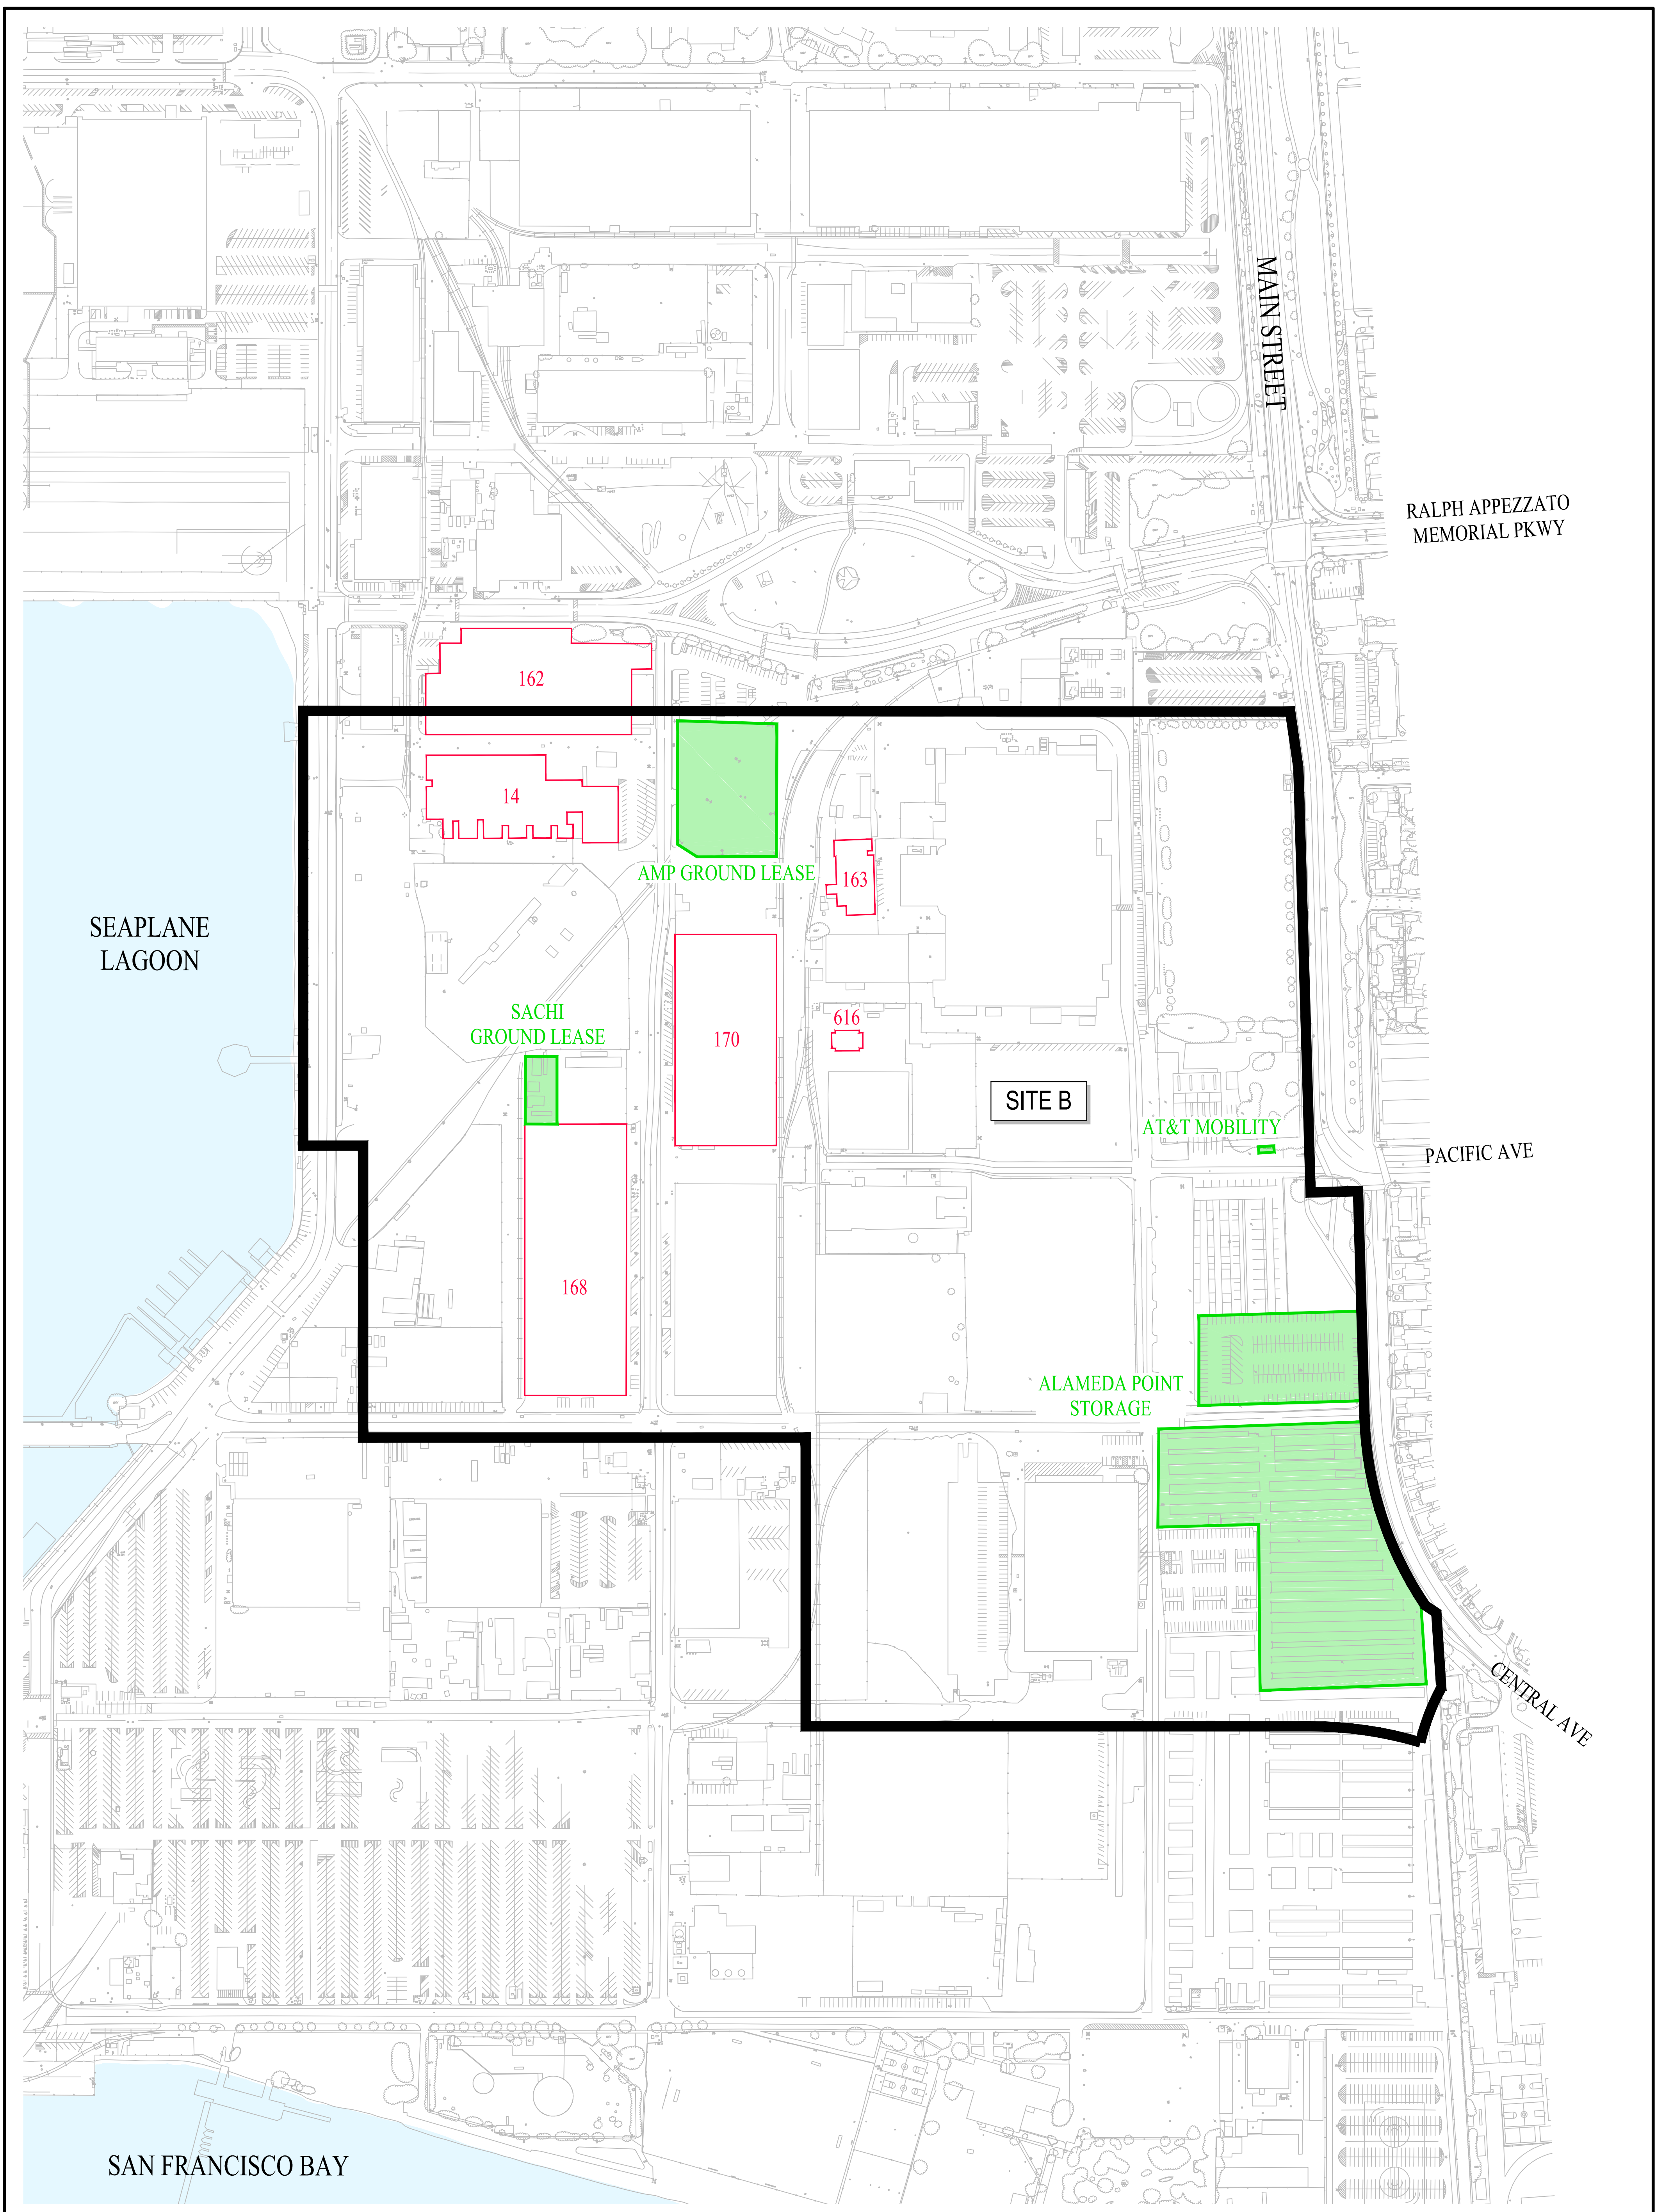 MAIN STREET
RALPH APPEZZATO
MEMORIAL PKWY
162
14
AMP GROUND LEASE
163
SEAPLANE
LAGOON
SACHI
GROUND LEASE
170
616
SITE B
AT&T MOBILITY
PACIFIC AVE
168
ALAMEDA POINT
STORAGE
CENTRAL AVE
SAN FRANCISCO BAY